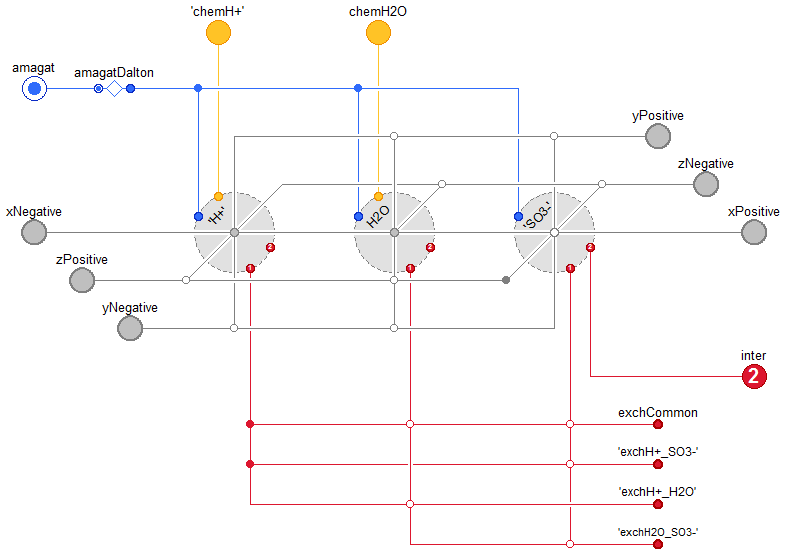 'chemH+'
chemH2O
amagat
amagatDalton
yPositive
zNegative
xNegative
'H+'
H2O
'SO3-'
xPositive
2
2
2
zPositive
1
1
1
yNegative
inter
2
exchCommon
'exchH+_SO3-'
'exchH+_H2O'
'exchH2O_SO3-'